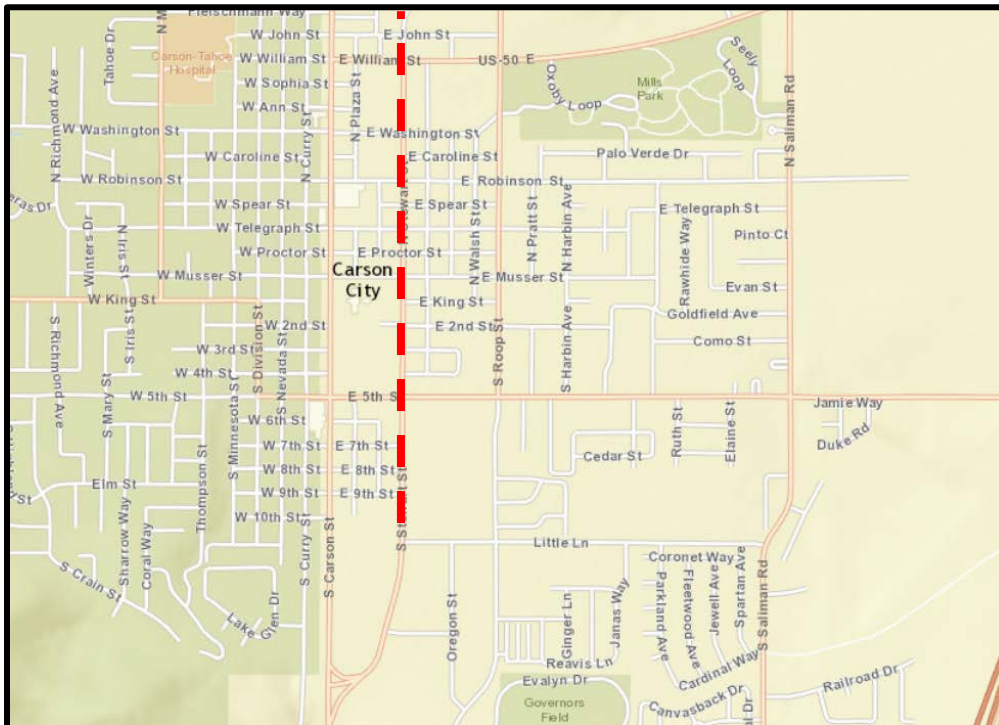 Fleischmann Way
W John St
E John St
Tahoe Dr
N M
Carson-Tahoe
Hospital
W William St
E William St
US-50 E
W Sophia St
N Plaza St
W Ann St
N Curry St
Oxoby Loop
Mills
Park
Seely
Loop
N Saliman Rd
N Richmond Ave
W Washington St
E Washington St
W Caroline St
E Caroline St
Palo Verde Dr
W Robinson St
E Robinson St
eras Dr
W Spear St
N Stewart St
E Spear St
E Telegraph St
Winters Dr
N Iris St
W Telegraph St
N Walsh St
N Pratt St
N Harbin Ave
Rawhide Way
Pinto Ct
W Proctor St
E Proctor St
W Musser St
Carson
City
E Musser St
Evan St
W King St
E King St
Goldfield Ave
S Richmond Ave
S Iris St
S Division St
W 2nd St
E 2nd St
S Roop St
S Harbin Ave
Como St
W 3rd St
S Nevada St
W 4th St
S Mary St
W 5th St
E 5th St
Jamie Way
S Minnesota St
W 6th St
Ruth St
Elaine St
Duke Rd
W 7th St
E 7th St
Cedar St
Thompson St
W 8th St
E 8th St
Elm St
W 9th St
E 9th St
S Stewart St
Sharrow Way
Coral Way
W 10th St
S Curry St
S Carson St
Little Ln
Coronet Way
S Crain St
Lake Glen Dr
Oregon St
Ginger Ln
Janas Way
Parkland Ave
Fleetwood Ave
Jewell Ave
Spartan Ave
S Saliman Rd
Reavis Ln
Cardinal Way
Evalyn Dr
Railroad Dr
Governors
Field
Canvasback Dr
al Dr